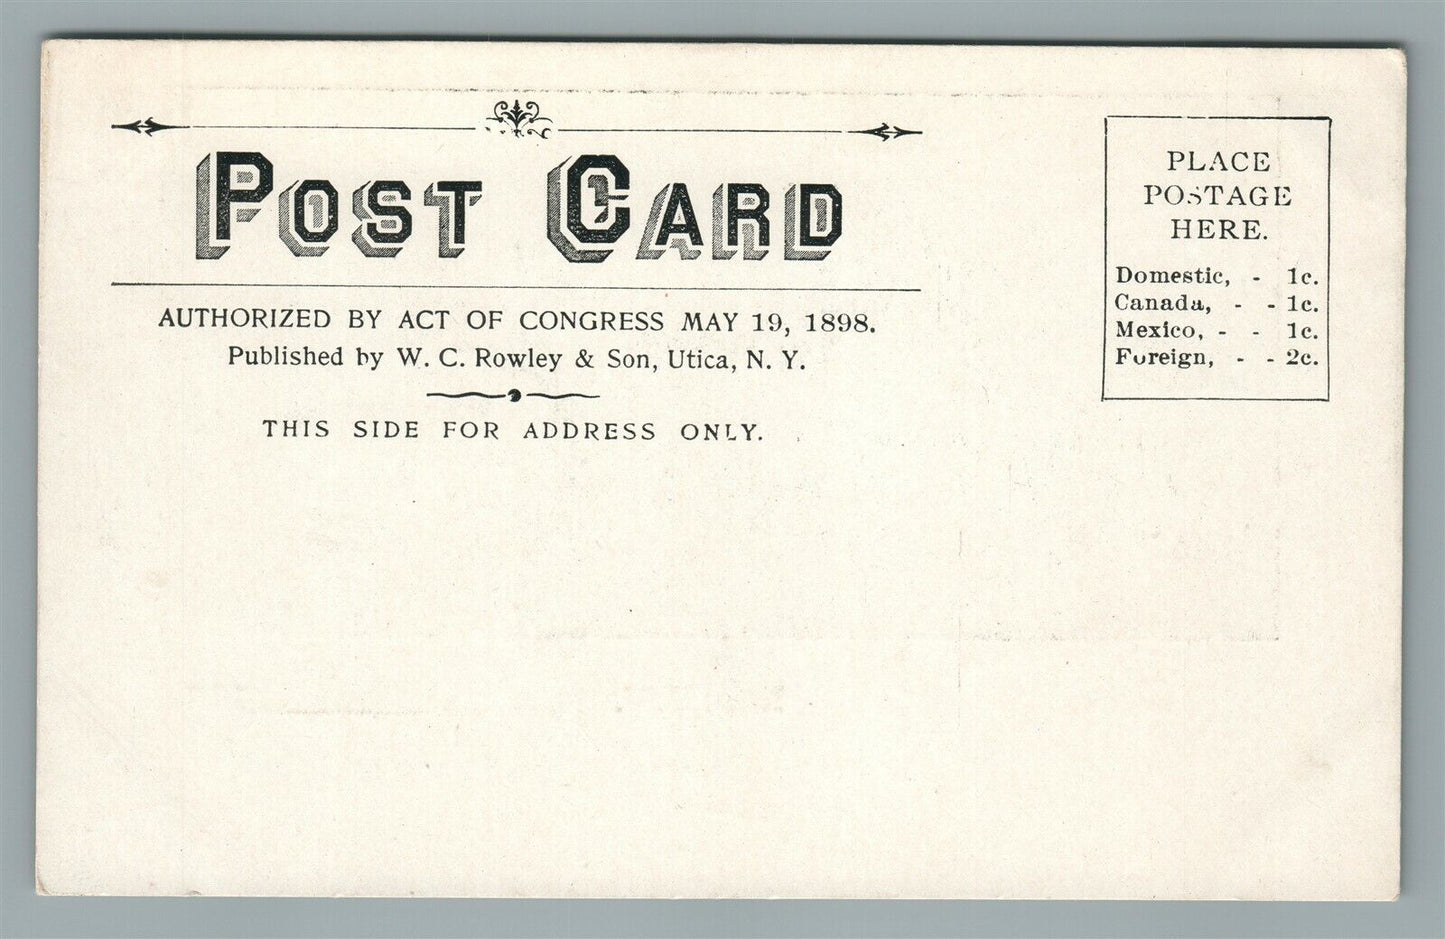 POST CARD
AUTHORIZED BY ACT OF CONGRESS MAY 19, 1898.
Published by W. C. Rowley & Son, Utica, N. Y.
THIS SIDE FOR ADDRESS ONLY.
PLACE
POSTAGE
HERE.
Domestic, - 1c.
Canada, - - 1c.
Mexico, - - 1c.
Foreign, - - 2c.